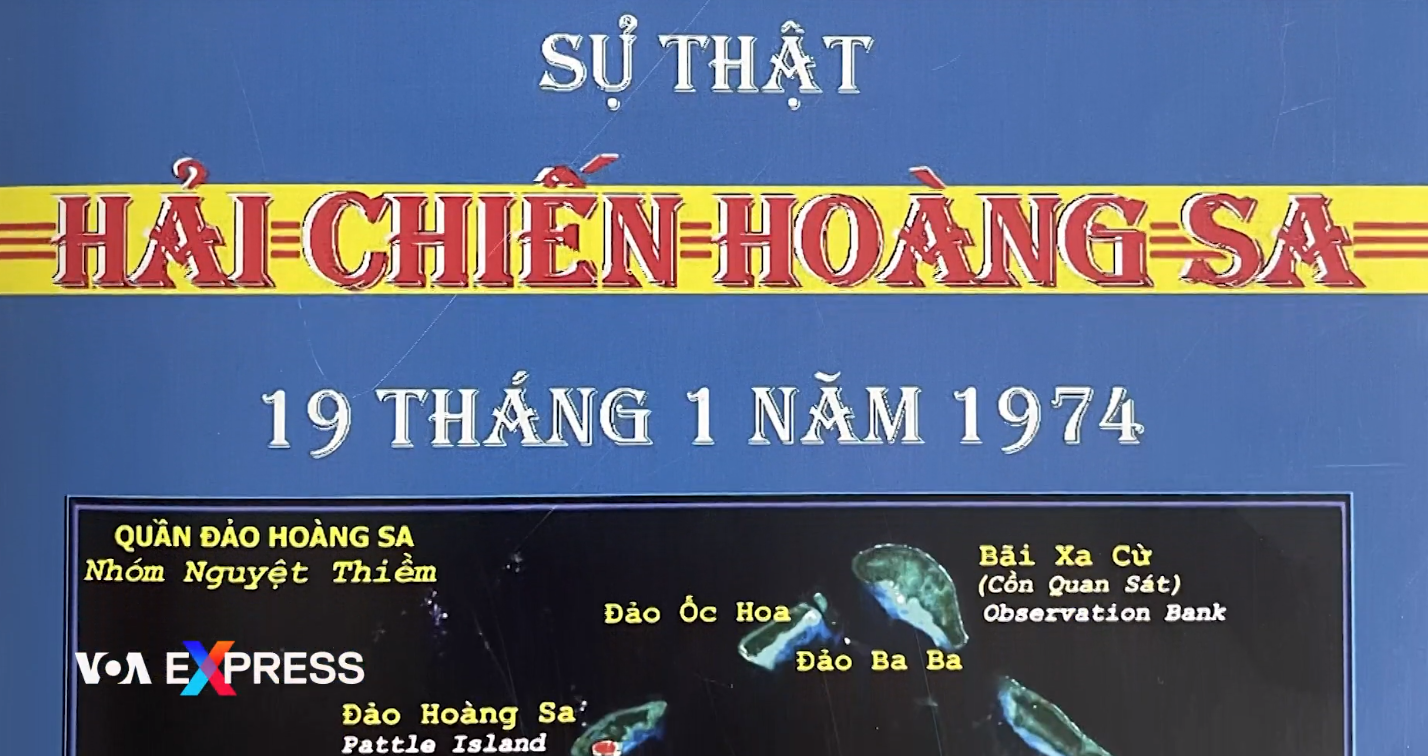 SỰ THẬT
HẢI CHIẾN HOÀNG SA
19 THÁNG 1 NĂM 1974
QUẦN ĐẢO HOÀNG SA
Nhóm Nguyệt Thiềm
Bãi Xa Cừ
(Cồn Quan Sát)
Observation Bank
Đảo Ốc Hoa
Đảo Ba Ba
VOA EXPRESS
Đảo Hoàng Sa
Pattle Island